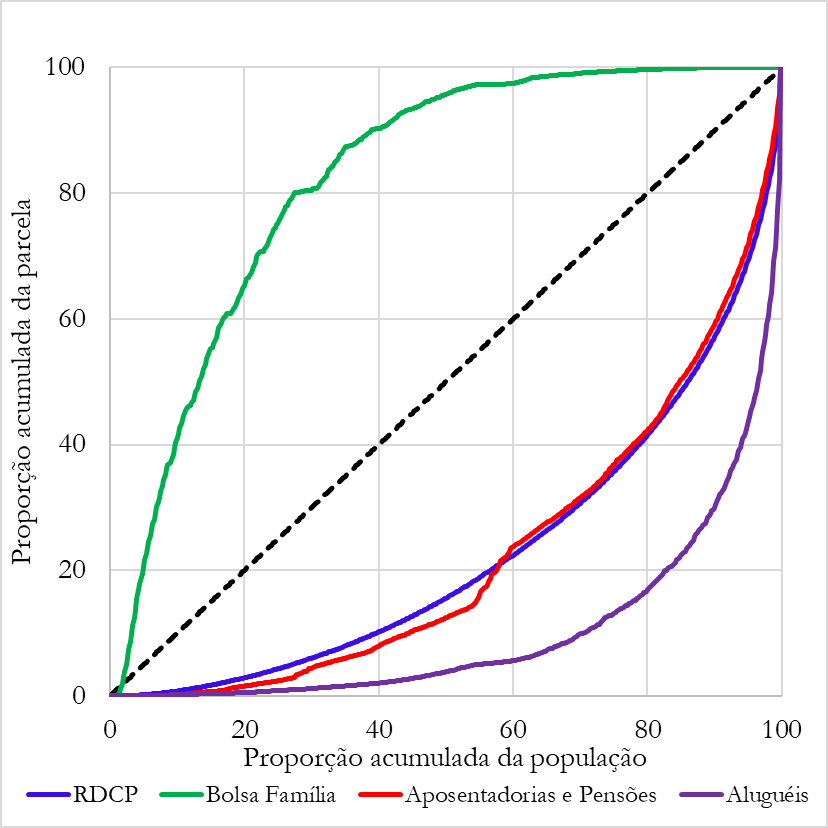 100
80
60
40
20
0
Proporção acumulada da parcela
0 20 40 60 80 100
Proporção acumulada da população
RDCP Bolsa Família Aposentadorias e Pensões Aluguéis